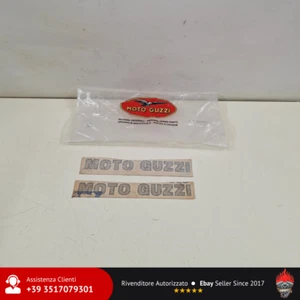 MOTO GUZZI
MOTO GUZZI
MOTO GUZZI
Assistenza Clienti
+39 3517079301
Rivenditore Autorizzato ● Ebay Seller Since 2017
★★★★★